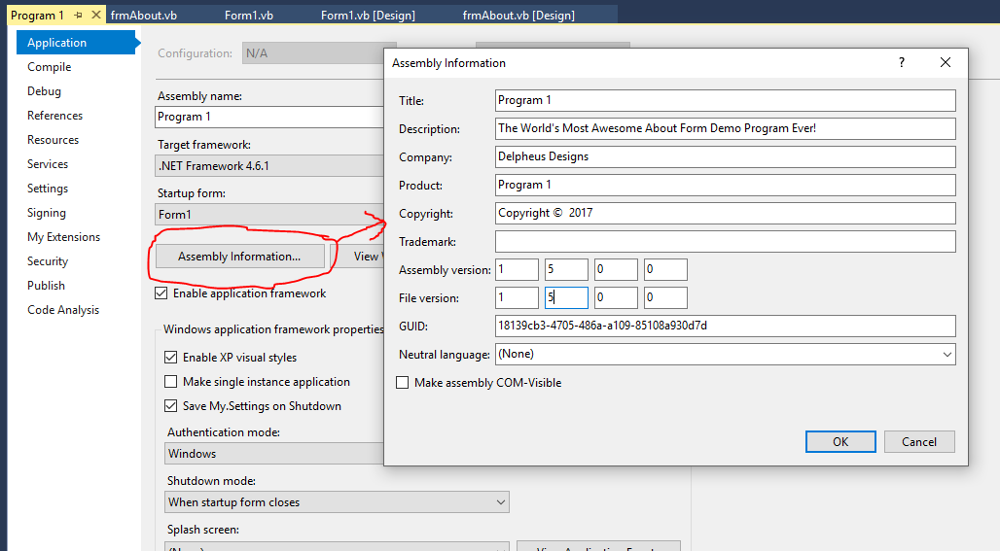 Program 1
frmAbout.vb
Form1.vb
Form1.vb [Design]
frmAbout.vb [Design]
Application
Compile
Debug
References
Resources
Services
Settings
Signing
My Extensions
Security
Publish
Code Analysis
Configuration:
N/A
Assembly name:
Program 1
Target framework:
.NET Framework 4.6.1
Startup form:
Form1
Assembly Information...
View
Enable application framework
Windows application framework properties
Enable XP visual styles
Make single instance application
Save My.Settings on Shutdown
Authentication mode:
Windows
Shutdown mode:
When startup form closes
Splash screen:
Assembly Information
?
Title:
Program 1
Description:
The World's Most Awesome About Form Demo Program Ever!
Company:
Delpheus Designs
Product:
Program 1
Copyright:
Copyright ©  2017
Trademark:
Assembly version:
1 5 0 0
File version:
1 5 0 0
GUID:
18139cb3-4705-486a-a109-85108a930d7d
Neutral language:
(None)
Make assembly COM-Visible
OK
Cancel